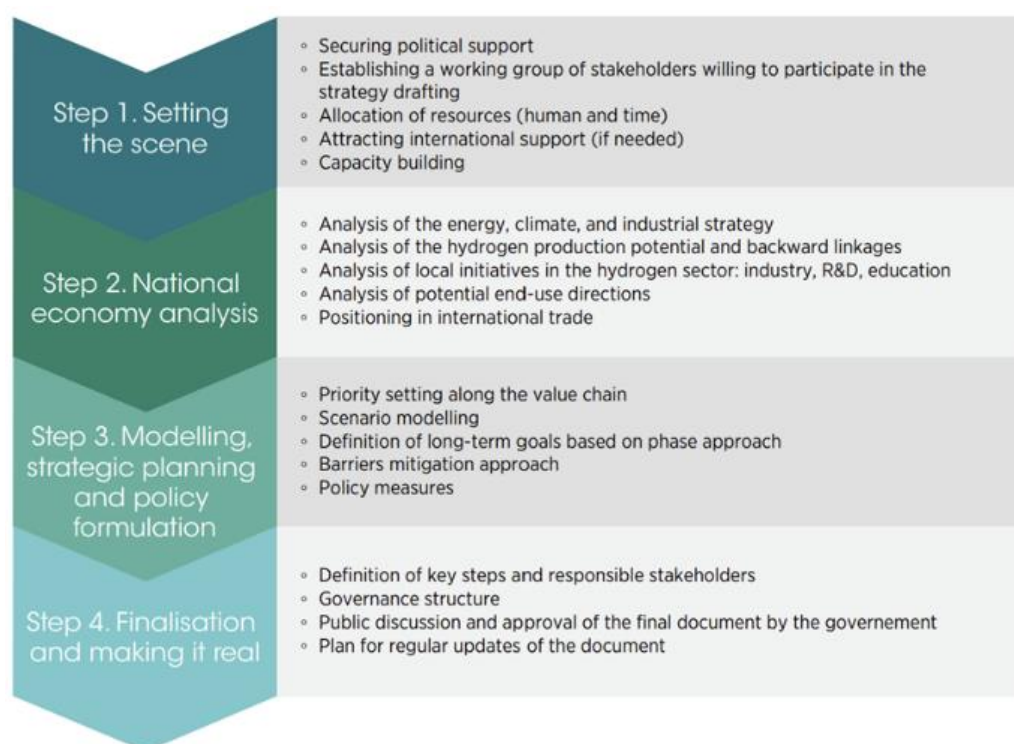 Step 1. Setting
the scene
◦ Securing political support
◦ Establishing a working group of stakeholders willing to participate in the
strategy drafting
◦ Allocation of resources (human and time)
◦ Attracting international support (if needed)
◦ Capacity building
Step 2. National
economy analysis
◦ Analysis of the energy, climate, and industrial strategy
◦ Analysis of the hydrogen production potential and backward linkages
◦ Analysis of local initiatives in the hydrogen sector: industry, R&D, education
◦ Analysis of potential end-use directions
◦ Positioning in international trade
Step 3. Modelling,
strategic planning
and policy
formulation
◦ Priority setting along the value chain
◦ Scenario modelling
◦ Definition of long-term goals based on phase approach
◦ Barriers mitigation approach
◦ Policy measures
Step 4. Finalisation
and making it real
◦ Definition of key steps and responsible stakeholders
◦ Governance structure
◦ Public discussion and approval of the final document by the governement
◦ Plan for regular updates of the document